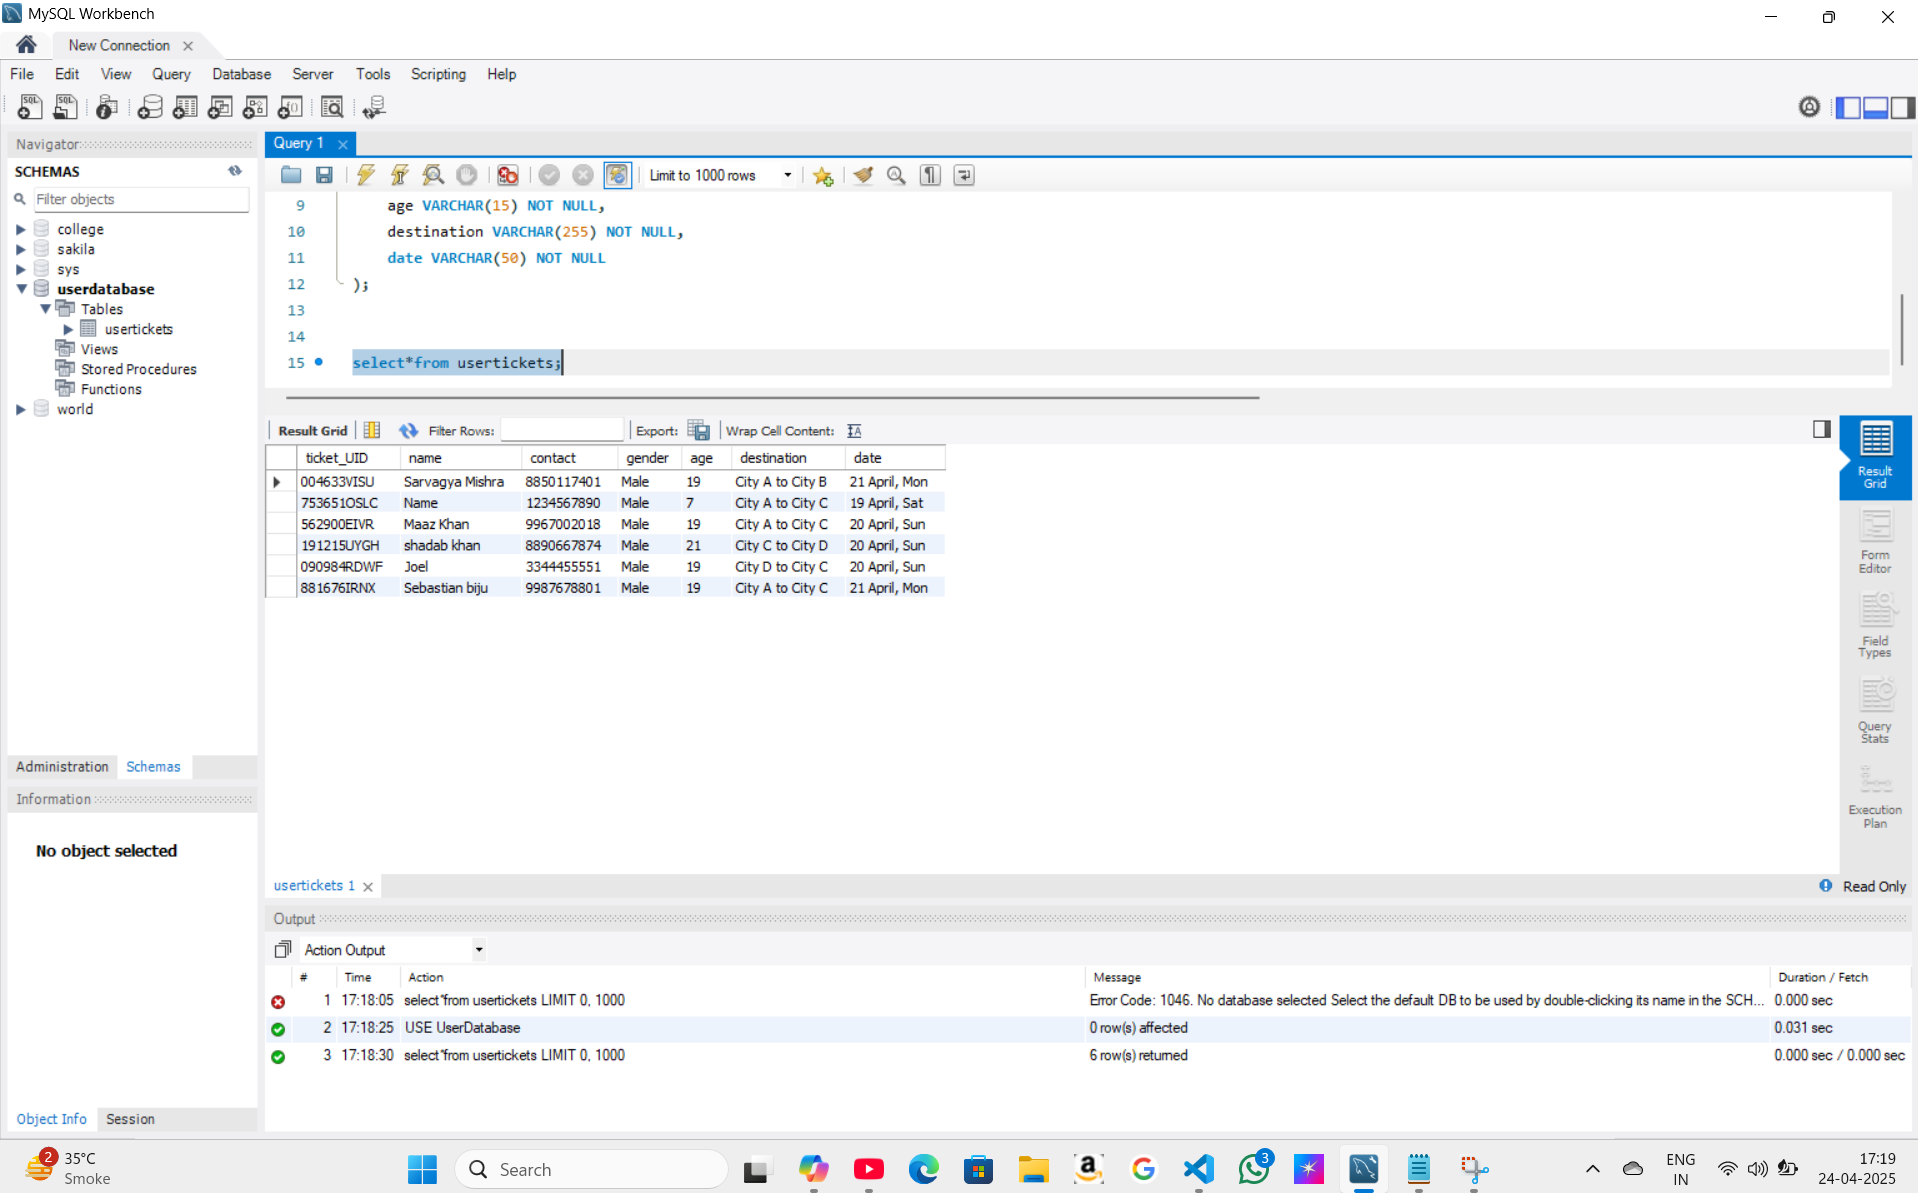 MySQL Workbench
New Connection
File Edit View Query Database Server Tools Scripting Help
Navigator
SCHEMAS
Filter objects
college
sakila
sys
userdatabase
Tables
usertickets
Views
Stored Procedures
Functions
world
Administration Schemas
Information
No object selected
Object Info Session
Query 1
Limit to 1000 rows
9 age VARCHAR(15) NOT NULL,
10 destination VARCHAR(255) NOT NULL,
11 date VARCHAR(50) NOT NULL
12 );
13
14
15 select*from usertickets;
Result Grid Filter Rows: Export: Wrap Cell Content:
ticket_UID name contact gender age destination date
004633VISU Sarvagya Mishra 8850117401 Male 19 City A to City B 21 April, Mon
753651OSLC Name 1234567890 Male 7 City A to City C 19 April, Sat
562900EIVR Maaz Khan 9967002018 Male 19 City A to City C 20 April, Sun
191215UYGH shadab khan 8890667874 Male 21 City C to City D 20 April, Sun
090984RDWF Joel 3344455551 Male 19 City D to City C 20 April, Sun
881676IRNX Sebastian biju 9987678801 Male 19 City A to City C 21 April, Mon
Result
Grid
Form
Editor
Field
Types
Query
Stats
Execution
Plan
usertickets 1
Read Only
Output
Action Output
# Time Action Message Duration / Fetch
1 17:18:05 select*from usertickets LIMIT 0, 1000 Error Code: 1046. No database selected Select the default DB to be used by double-clicking its name in the SCH... 0.000 sec
2 17:18:25 USE UserDatabase 0 row(s) affected 0.031 sec
3 17:18:30 select*from usertickets LIMIT 0, 1000 6 row(s) returned 0.000 sec / 0.000 sec
2
35°C
Smoke
Search
3
ENG
IN
17:19
24-04-2025